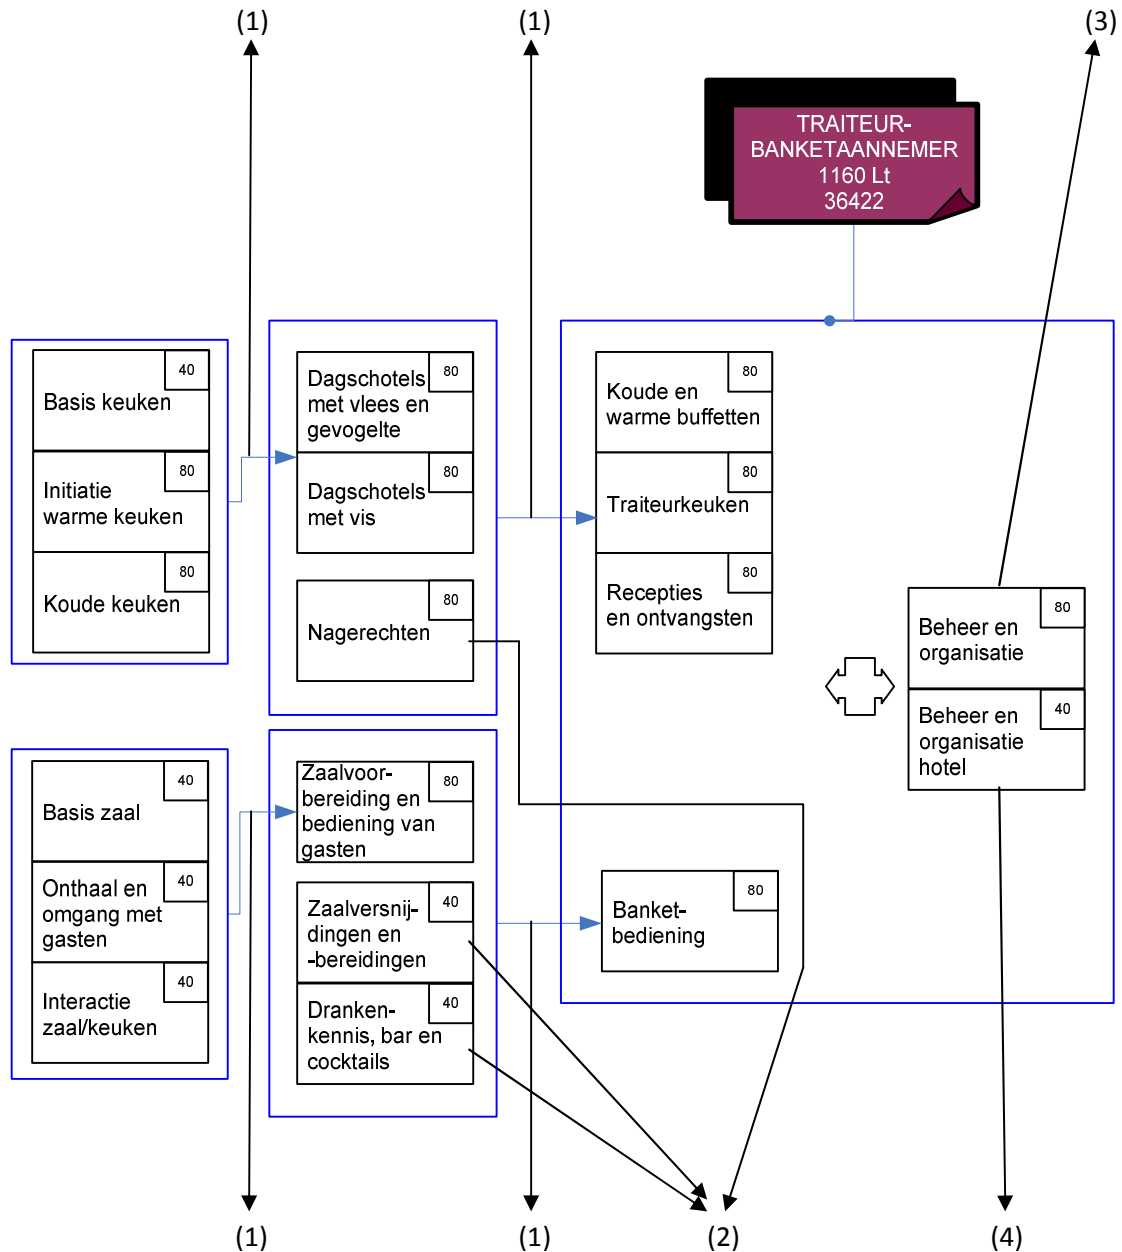 (1)
(1)
(3)
TRAITEUR-
BANKETAANNEMER
1160 Lt
36422
40
Basis keuken
80
Initiatie
warme keuken
80
Koude keuken
80
Dagschotels
met vlees en
gevogelte
80
Dagschotels
met vis
80
Nagerechten
80
Koude en
warme buffetten
80
Traiteurkeuken
80
Recepties
en ontvangsten
80
Beheer en
organisatie
40
Beheer en
organisatie
hotel
40
Basis zaal
40
Onthaal en
omgang met
gasten
40
Interactie
zaal/keuken
80
Zaalvoor-
bereiding en
bediening van
gasten
40
Zaalversnij-
dingen en
-bereidingen
40
Dranken-
kennis, bar en
cocktails
80
Banket-
bediening
(1)
(1)
(2)
(4)